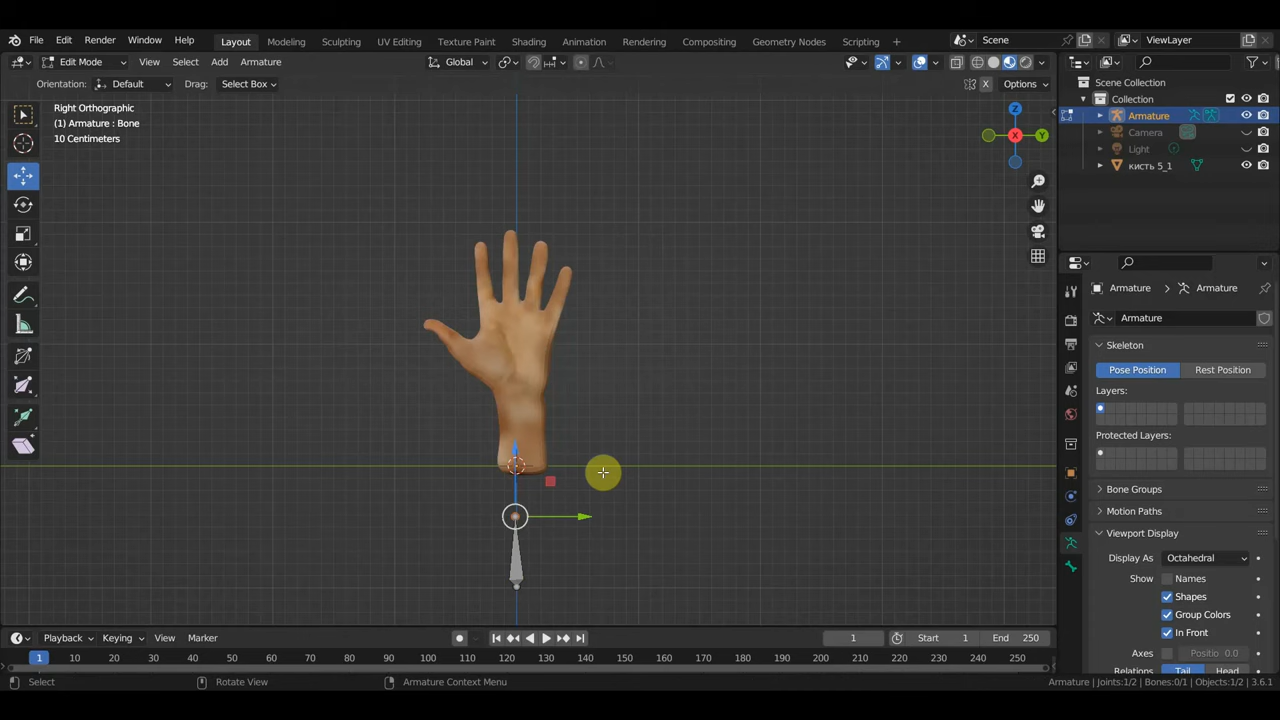 File Edit Render Window Help Layout Modeling Sculpting UV Editing Texture Paint Shading Animation Rendering Compositing Geometry Nodes Scripting + Scene ViewLayer
Edit Mode View Select Add Armature Global Options
Orientation: Default Drag: Select Box X
Right Orthographic
(1) Armature : Bone
10 Centimeters
Z
X
Y
Scene Collection
Collection
Armature
Camera
Light
кисть 5_1
Armature > Armature
Armature
Skeleton
Pose Position Rest Position
Layers:
Protected Layers:
Bone Groups
Motion Paths
Viewport Display
Display As Octahedral
Show Names
Shapes
Group Colors
In Front
Axes Positio 0.0
Relations Tail Head
Playback Keying View Marker 1 Start 1 End 250
1 10 20 30 40 50 60 70 80 90 100 110 120 130 140 150 160 170 180 190 200 210 220 230 240 250
Select Rotate View Armature Context Menu Armature | Joints:1/2 | Bones:0/1 | Objects:1/2 | 3.6.1